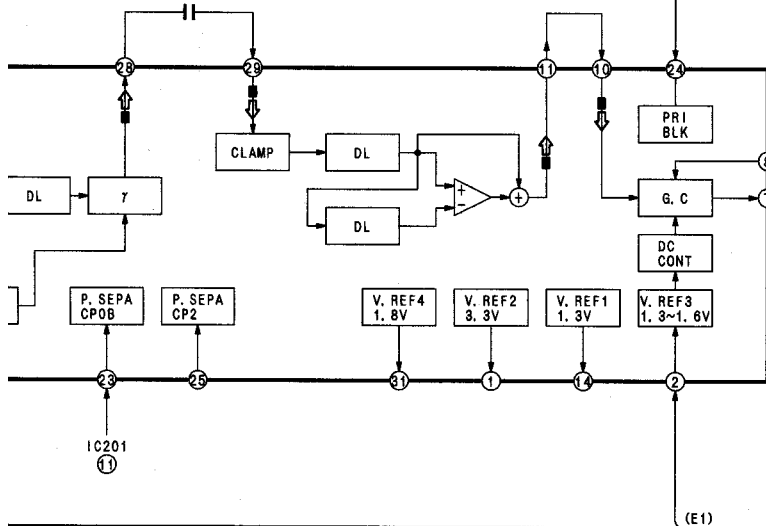 28
29
11
10
24
PRI
BLK
CLAMP
DL
DL
γ
+
−
+
DL
G. C
DC
CONT
P. SEPA
CP0B
P. SEPA
CP2
V. REF4
1. 8V
V. REF2
3. 3V
V. REF1
1. 3V
V. REF3
1. 3~1. 6V
23
25
31
1
14
2
IC201
11
(E1)